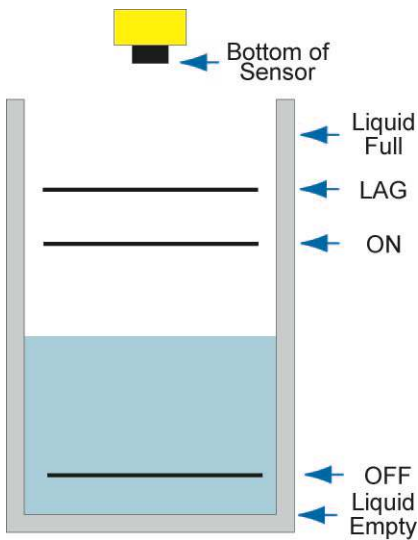 Bottom of
Sensor
Liquid
Full
LAG
ON
OFF
Liquid
Empty